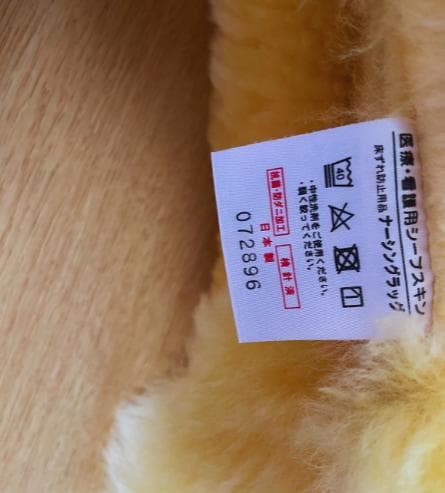 医療・看護用シープスキン
床ずれ防止用品 ナーシングラッグ
40
・中性洗剤をご使用ください。
・軽く絞ってください。
抗菌・防ダニ加工 検針済
日本製
072896